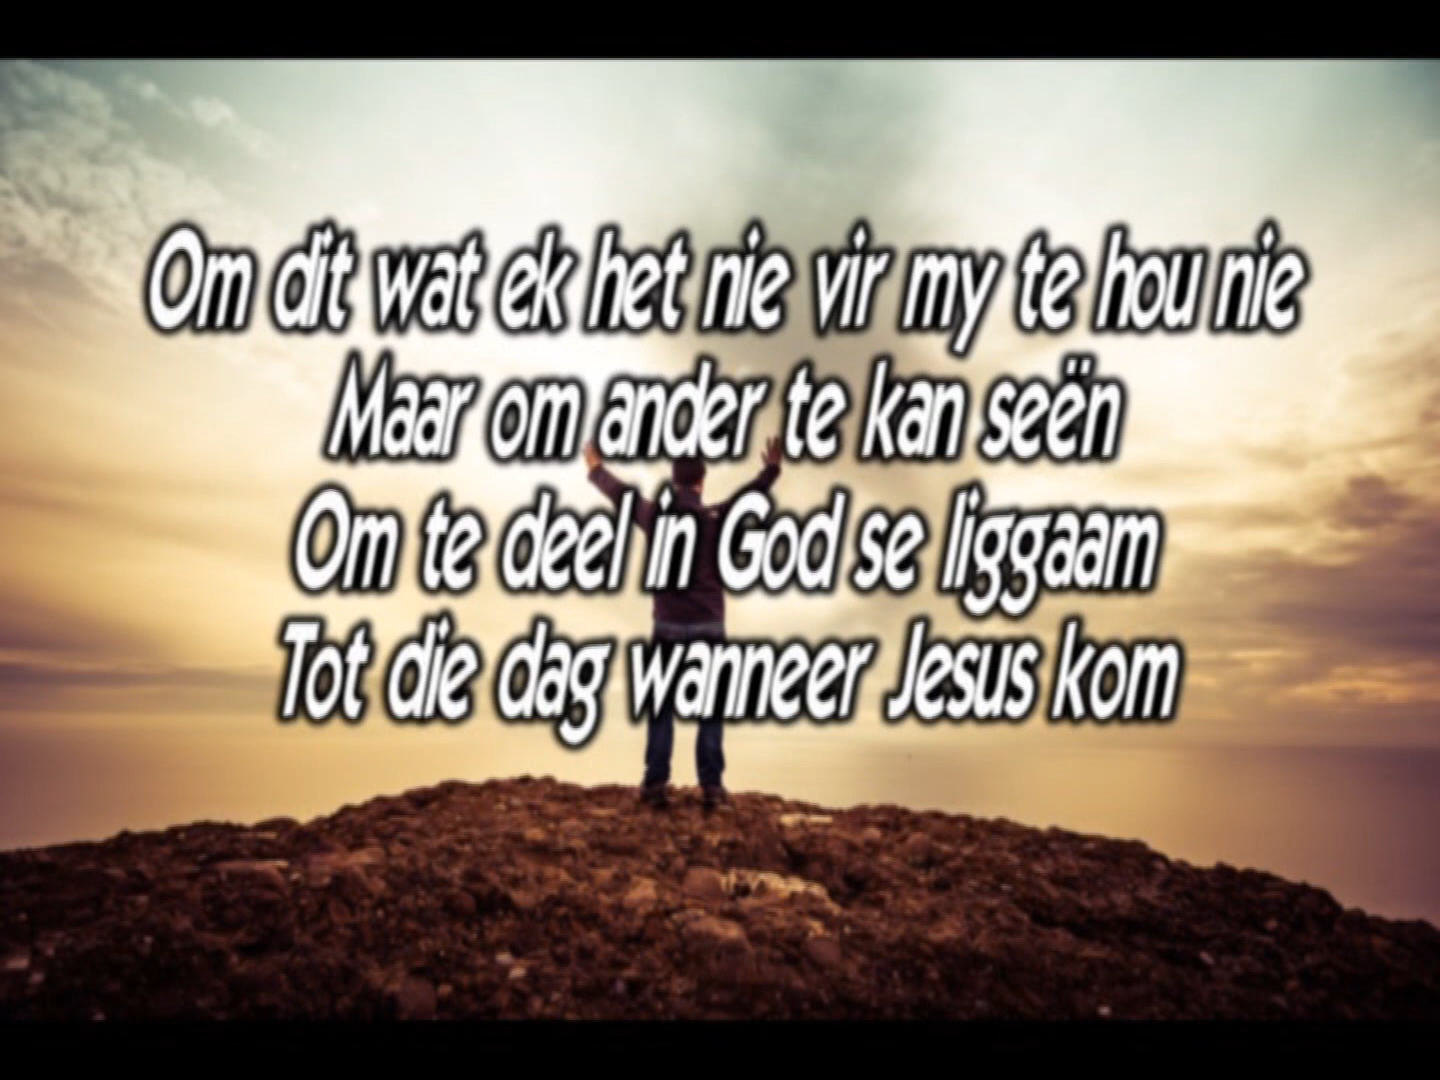 Om dit wat ek het nie vir my te hou nie
Maar om ander te kan seën
Om te deel in God se liggaam
Tot die dag wanneer Jesus kom